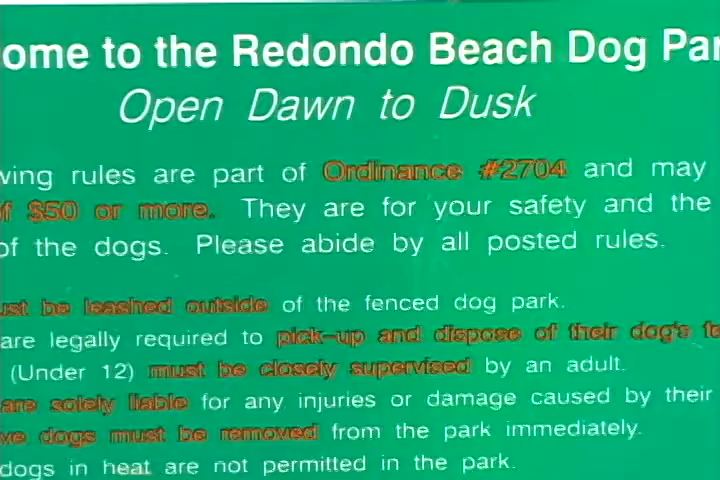 ome to the Redondo Beach Dog Par
Open Dawn to Dusk
wing rules are part of Ordinance #2704 and may
of $50 or more. They are for your safety and the
of the dogs. Please abide by all posted rules.
ust be leashed outside of the fenced dog park.
are legally required to pick-up and dispose of their dog's fe
(Under 12) must be closely supervised by an adult.
are solely liable for any injuries or damage caused by their
ve dogs must be removed from the park immediately.
dogs in heat are not permitted in the park.